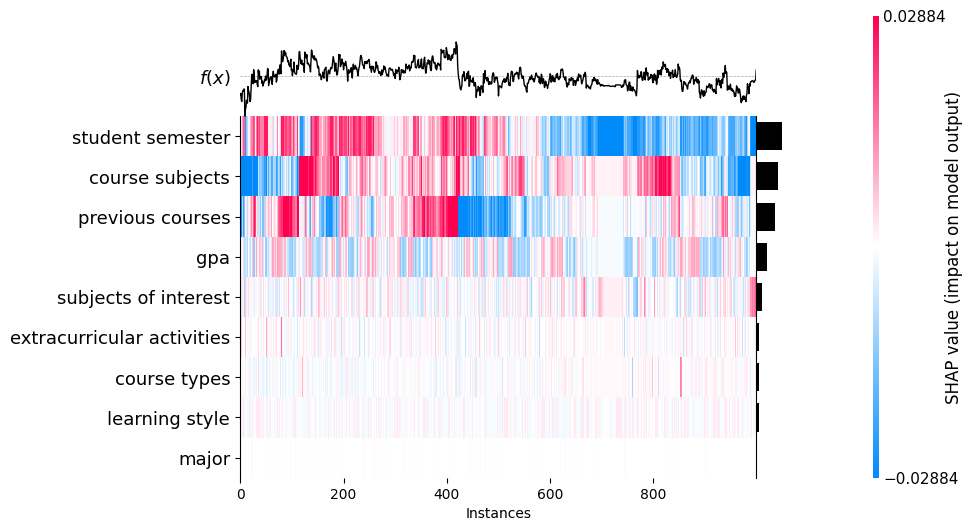 0.02884
f(x)
student semester
course subjects
previous courses
gpa
subjects of interest
extracurricular activities
course types
learning style
major
0 200 400 600 800
Instances
SHAP value (impact on model output)
−0.02884